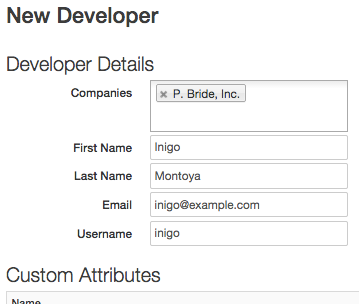 New Developer
Developer Details
Companies × P. Bride, Inc.
First Name Inigo
Last Name Montoya
Email inigo@example.com
Username inigo
Custom Attributes
Name